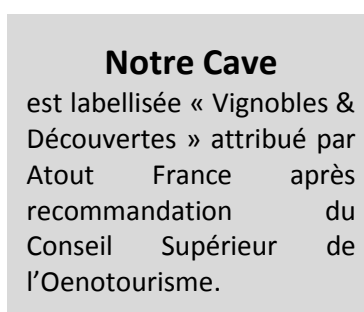 Notre Cave
est labellisée « Vignobles &
Découvertes » attribué par
Atout France après
recommandation du
Conseil Supérieur de
l’Oenotourisme.